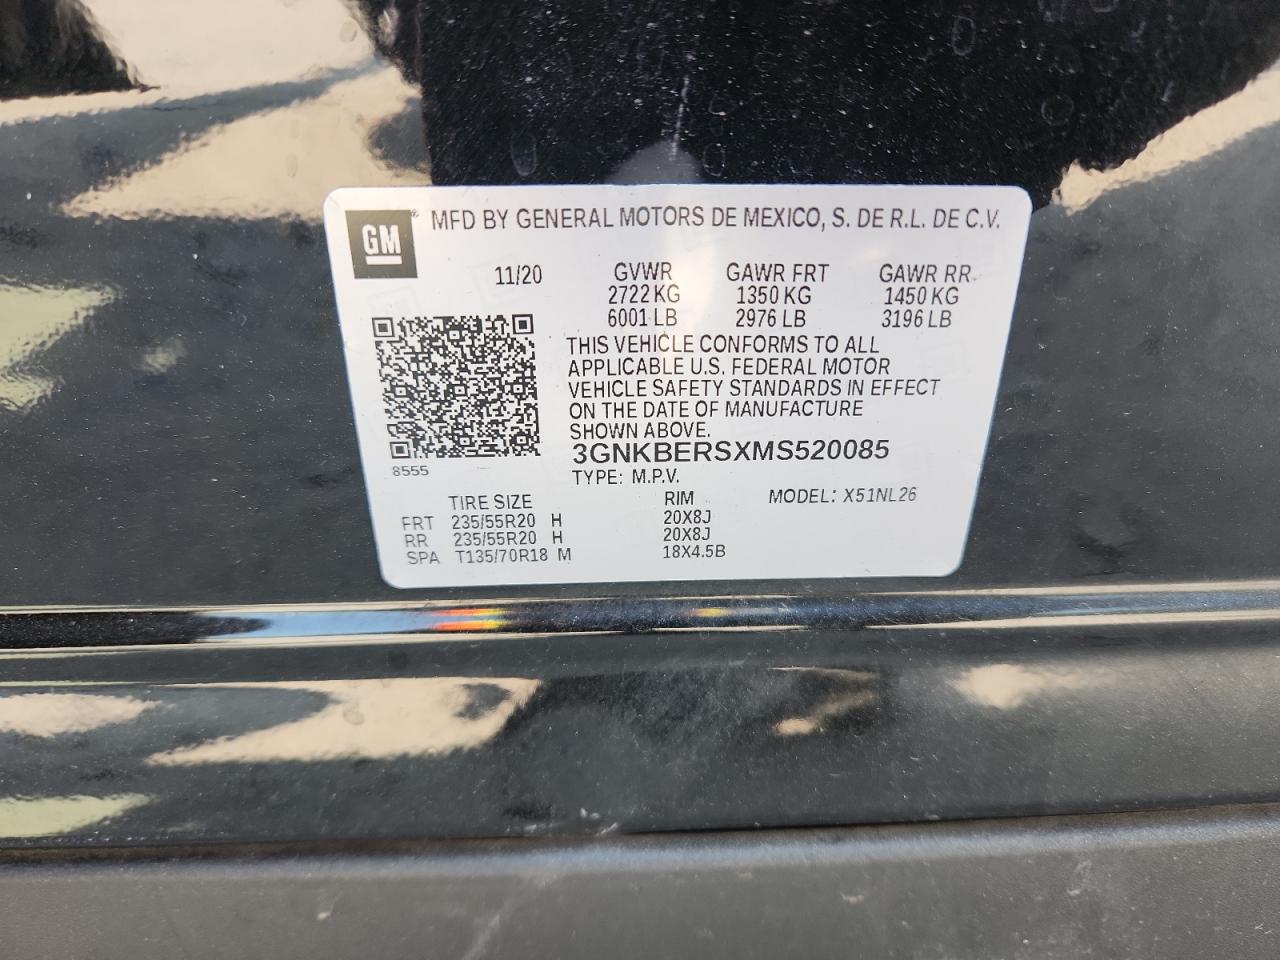 GM®
MFD BY GENERAL MOTORS DE MEXICO, S. DE R.L. DE C.V.
11/20 GVWR GAWR FRT GAWR RR
2722 KG 1350 KG 1450 KG
6001 LB 2976 LB 3196 LB
THIS VEHICLE CONFORMS TO ALL
APPLICABLE U.S. FEDERAL MOTOR
VEHICLE SAFETY STANDARDS IN EFFECT
ON THE DATE OF MANUFACTURE
SHOWN ABOVE.
3GNKBERSXMS520085
8555
TYPE: M.P.V.
TIRE SIZE RIM MODEL: X51NL26
FRT 235/55R20 H 20X8J
RR 235/55R20 H 20X8J
SPA T135/70R18 M 18X4.5B